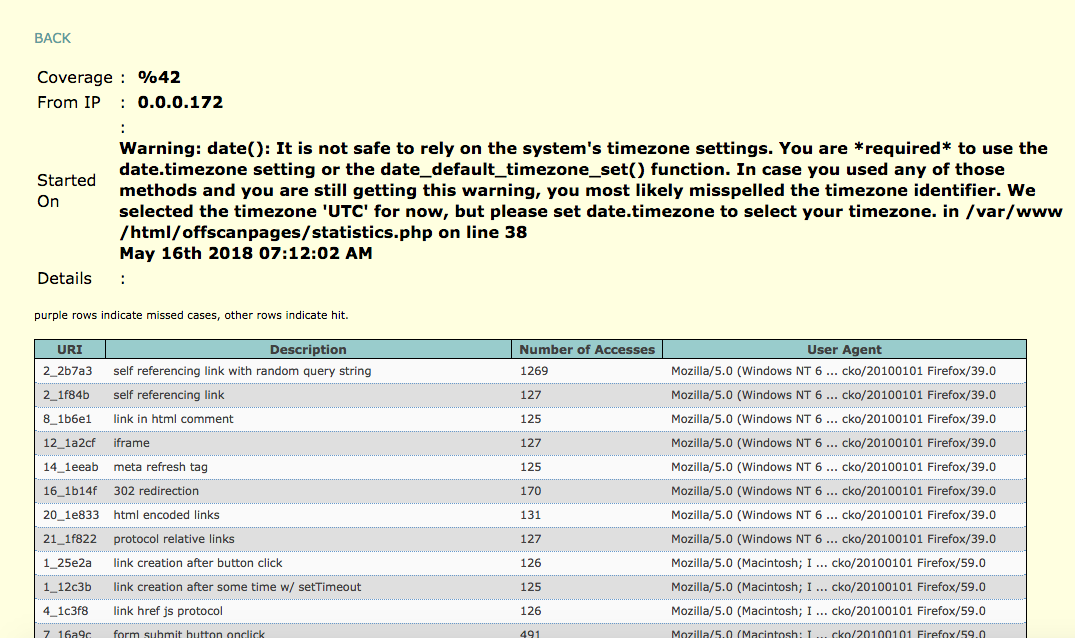 BACK
Coverage : %42
From IP : 0.0.0.172
:
Warning: date(): It is not safe to rely on the system's timezone settings. You are *required* to use the
date.timezone setting or the date_default_timezone_set() function. In case you used any of those
Started
methods and you are still getting this warning, you most likely misspelled the timezone identifier. We
On
selected the timezone 'UTC' for now, but please set date.timezone to select your timezone. in /var/www
/html/offscanpages/statistics.php on line 38
May 16th 2018 07:12:02 AM
Details :
purple rows indicate missed cases, other rows indicate hit.
URI Description Number of Accesses User Agent
2_2b7a3 self referencing link with random query string 1269 Mozilla/5.0 (Windows NT 6 ... cko/20100101 Firefox/39.0
2_1f84b self referencing link 127 Mozilla/5.0 (Windows NT 6 ... cko/20100101 Firefox/39.0
8_1b6e1 link in html comment 125 Mozilla/5.0 (Windows NT 6 ... cko/20100101 Firefox/39.0
12_1a2cf iframe 127 Mozilla/5.0 (Windows NT 6 ... cko/20100101 Firefox/39.0
14_1eeab meta refresh tag 125 Mozilla/5.0 (Windows NT 6 ... cko/20100101 Firefox/39.0
16_1b14f 302 redirection 170 Mozilla/5.0 (Windows NT 6 ... cko/20100101 Firefox/39.0
20_1e833 html encoded links 131 Mozilla/5.0 (Windows NT 6 ... cko/20100101 Firefox/39.0
21_1f822 protocol relative links 127 Mozilla/5.0 (Windows NT 6 ... cko/20100101 Firefox/39.0
1_25e2a link creation after button click 126 Mozilla/5.0 (Macintosh; I ... cko/20100101 Firefox/59.0
1_12c3b link creation after some time w/ setTimeout 125 Mozilla/5.0 (Macintosh; I ... cko/20100101 Firefox/59.0
4_1c3f8 link href js protocol 126 Mozilla/5.0 (Macintosh; I ... cko/20100101 Firefox/59.0
7_16a9c form submit button onclick 491 Mozilla/5.0 (Macintosh; I ... cko/20100101 Firefox/59.0